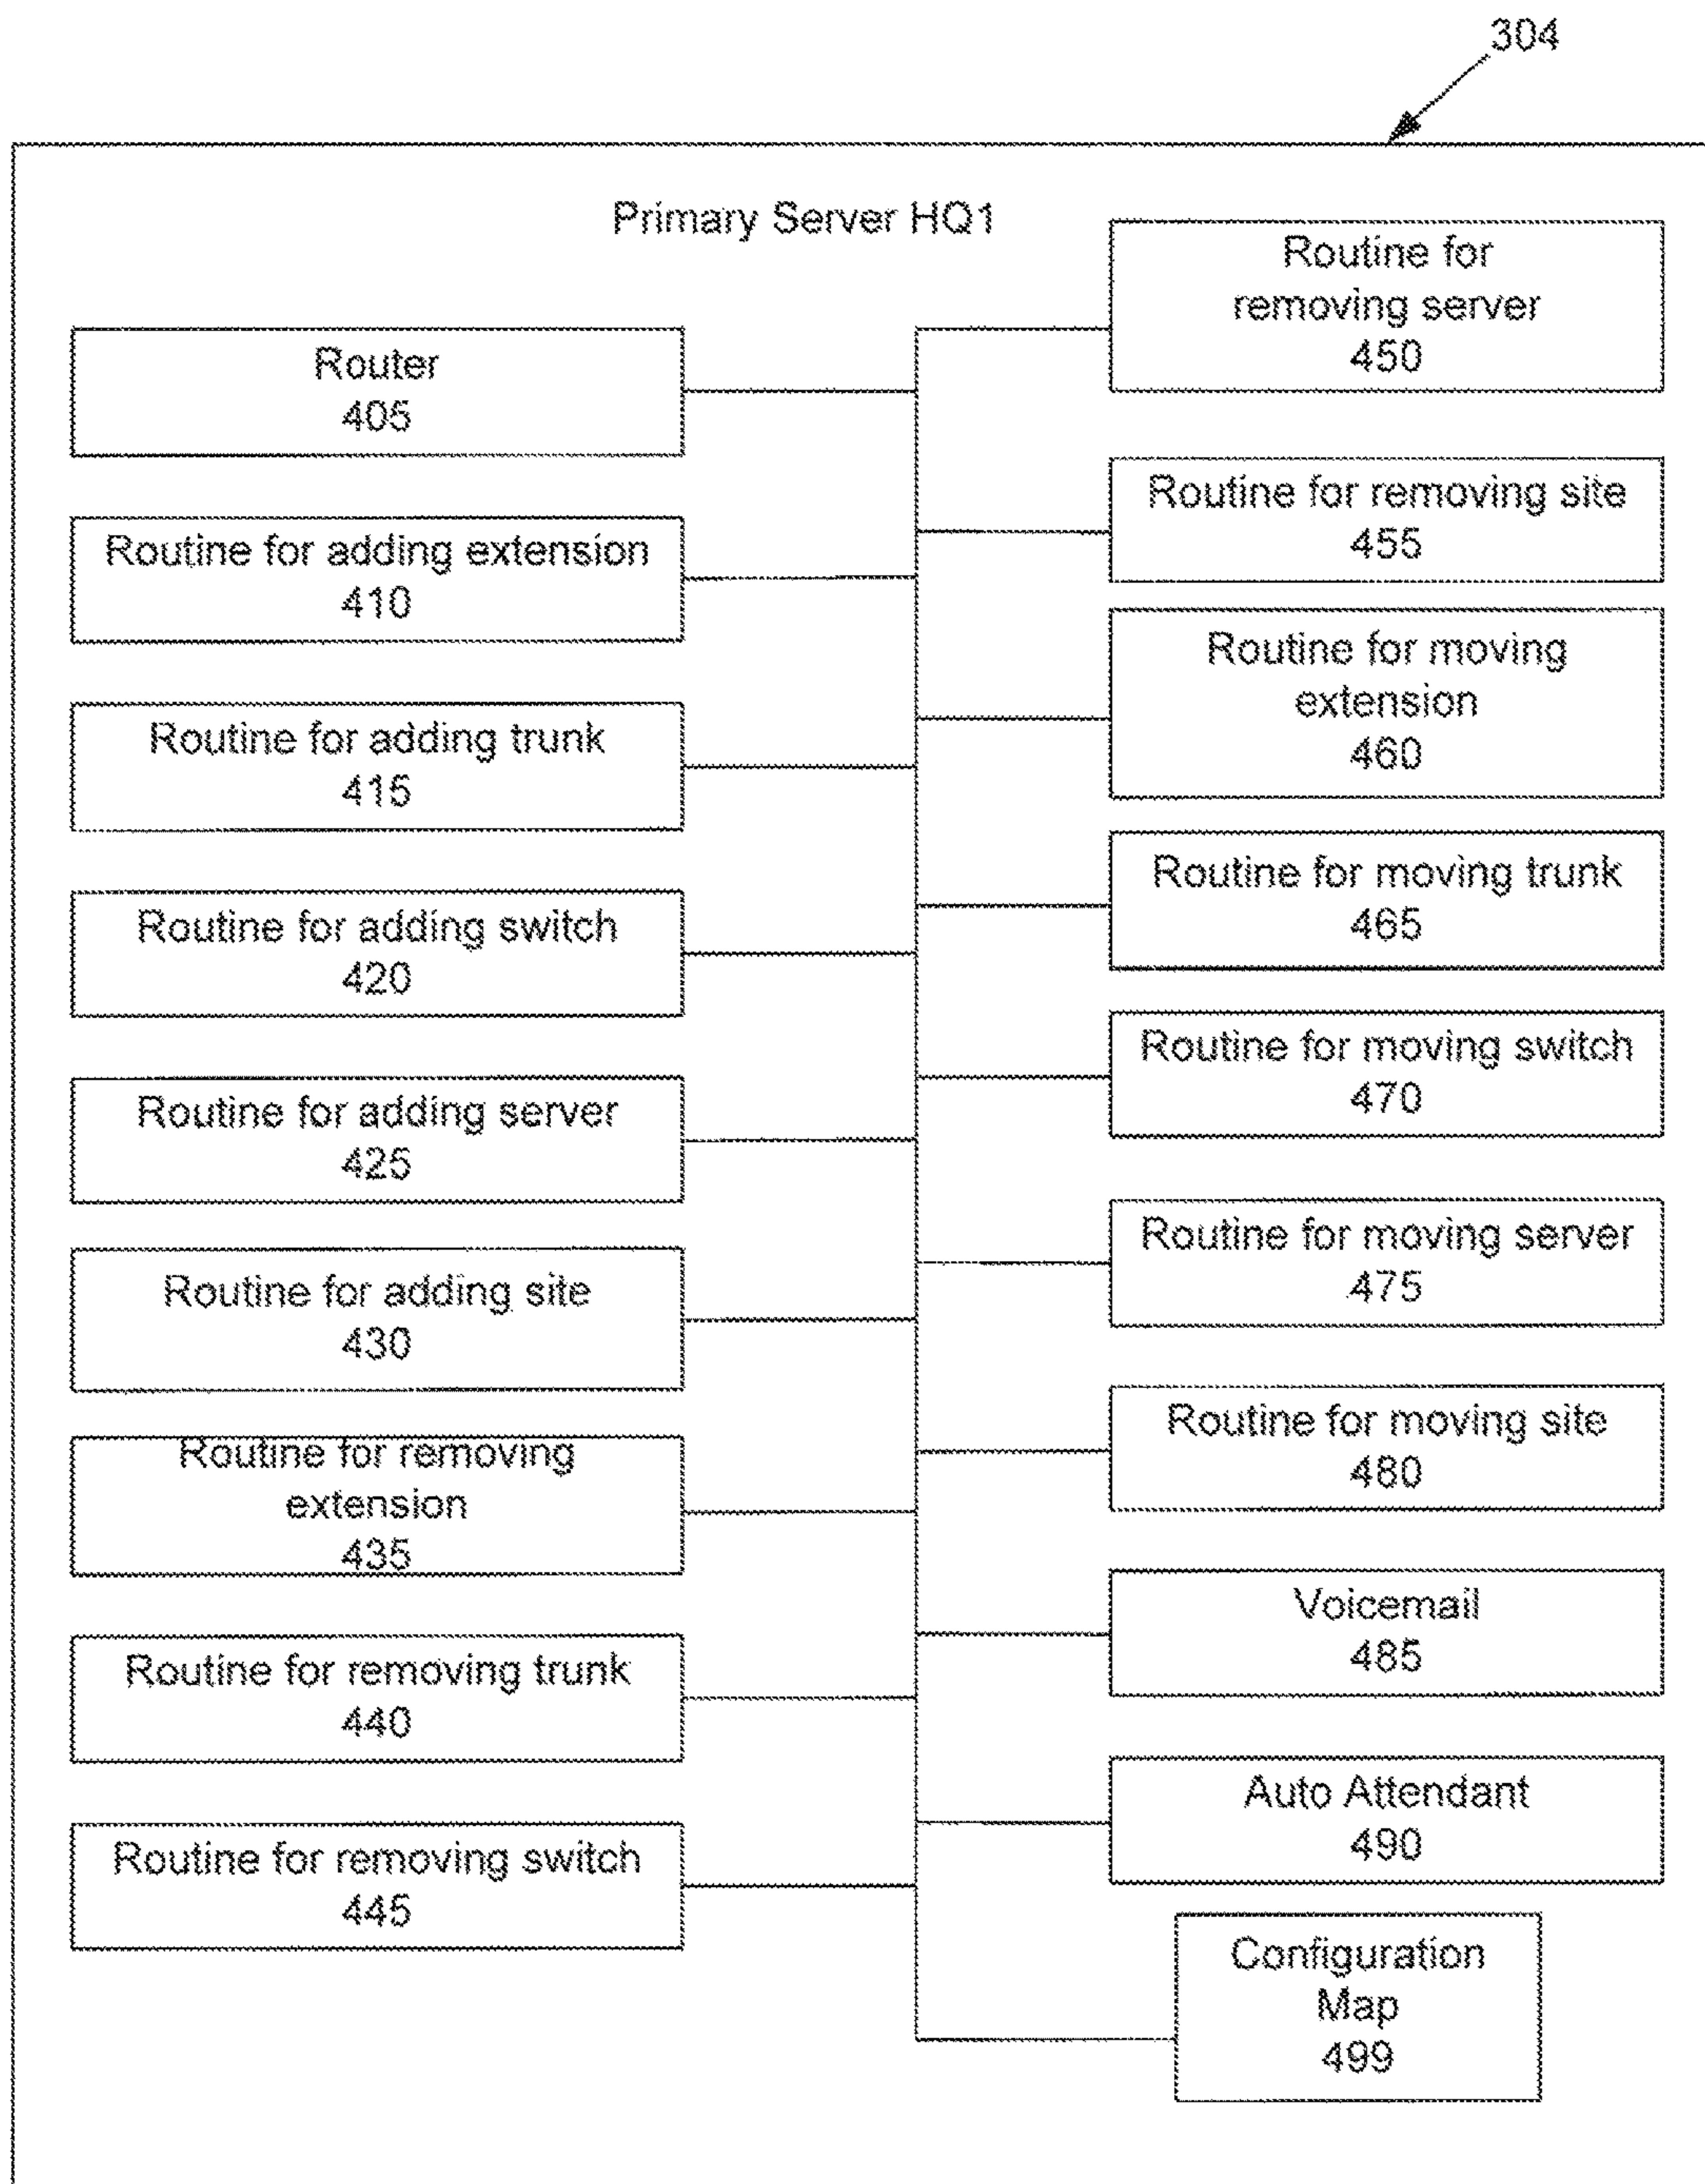 304
Primary Server HQ1
Router
405
Routine for adding extension
410
Routine for adding trunk
415
Routine for adding switch
420
Routine for adding server
425
Routine for adding site
430
Routine for removing
extension
435
Routine for removing trunk
440
Routine for removing switch
445
Routine for
removing server
450
Routine for removing site
455
Routine for moving
extension
460
Routine for moving trunk
465
Routine for moving switch
470
Routine for moving server
475
Routine for moving site
480
Voicemail
485
Auto Attendant
490
Configuration
Map
499